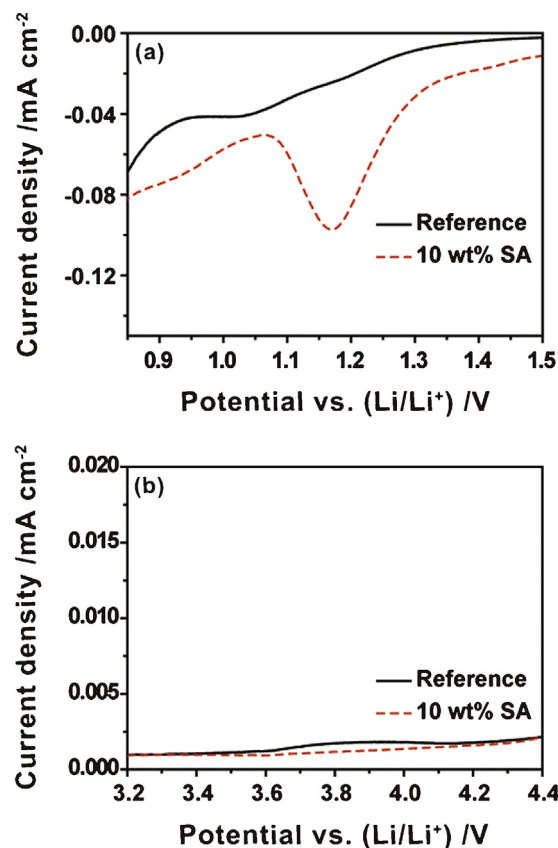 (a)
Current density /mA cm⁻²
0.00
-0.04
-0.08
-0.12
Reference
10 wt% SA
0.9 1.0 1.1 1.2 1.3 1.4 1.5
Potential vs. (Li/Li⁺) /V
(b)
Current density /mA cm⁻²
0.020
0.015
0.010
0.005
0.000
Reference
10 wt% SA
3.2 3.4 3.6 3.8 4.0 4.2 4.4
Potential vs. (Li/Li⁺) /V